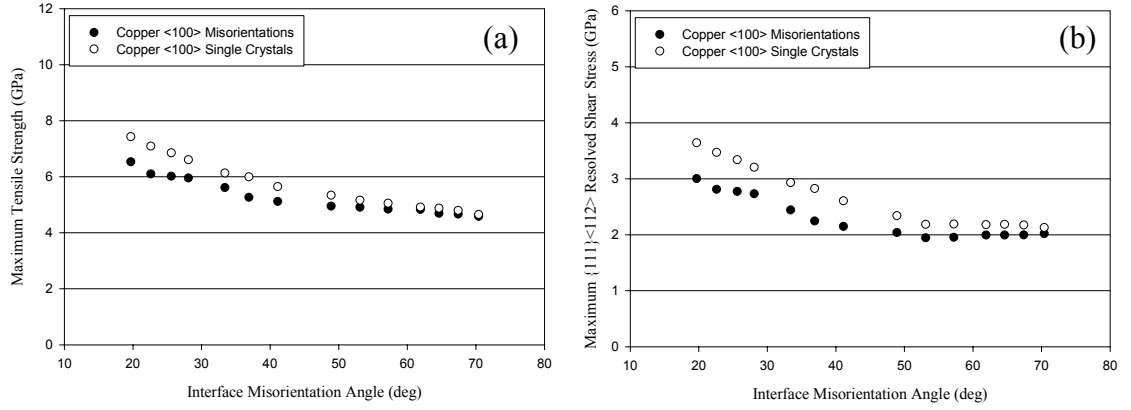 Maximum Tensile Strength (GPa)
12
10
8
6
4
2
0
Copper <100> Misorientations
Copper <100> Single Crystals
(a)
10 20 30 40 50 60 70 80
Interface Misorientation Angle (deg)
Maximum {111}<112> Resolved Shear Stress (GPa)
6
5
4
3
2
1
0
Copper <100> Misorientations
Copper <100> Single Crystals
(b)
10 20 30 40 50 60 70 80
Interface Misorientation Angle (deg)